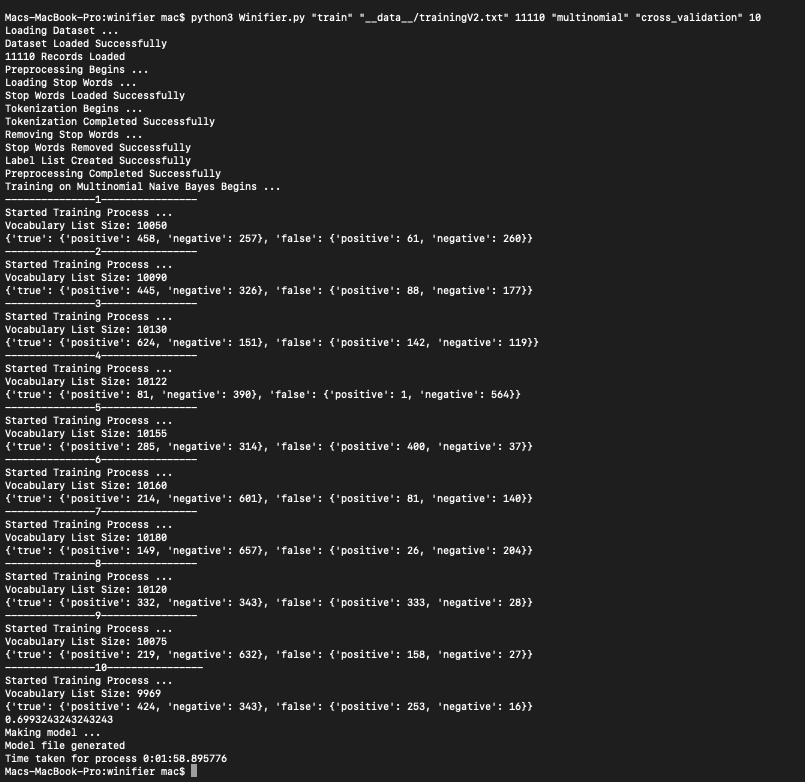 Macs-MacBook-Pro:winifier mac$ python3 Winifier.py "train" "__data__/trainingV2.txt" 11110 "multinomial" "cross_validation" 10
Loading Dataset ...
Dataset Loaded Successfully
11110 Records Loaded
Preprocessing Begins ...
Loading Stop Words ...
Stop Words Loaded Successfully
Tokenization Begins ...
Tokenization Completed Successfully
Removing Stop Words ...
Stop Words Removed Successfully
Label List Created Successfully
Preprocessing Completed Successfully
Training on Multinomial Naive Bayes Begins ...
---------------1----------------
Started Training Process ...
Vocabulary List Size: 10050
{'true': {'positive': 458, 'negative': 257}, 'false': {'positive': 61, 'negative': 260}}
---------------2----------------
Started Training Process ...
Vocabulary List Size: 10090
{'true': {'positive': 445, 'negative': 326}, 'false': {'positive': 88, 'negative': 177}}
---------------3----------------
Started Training Process ...
Vocabulary List Size: 10130
{'true': {'positive': 624, 'negative': 151}, 'false': {'positive': 142, 'negative': 119}}
---------------4----------------
Started Training Process ...
Vocabulary List Size: 10122
{'true': {'positive': 81, 'negative': 390}, 'false': {'positive': 1, 'negative': 564}}
---------------5----------------
Started Training Process ...
Vocabulary List Size: 10155
{'true': {'positive': 285, 'negative': 314}, 'false': {'positive': 400, 'negative': 37}}
---------------6----------------
Started Training Process ...
Vocabulary List Size: 10160
{'true': {'positive': 214, 'negative': 601}, 'false': {'positive': 81, 'negative': 140}}
---------------7----------------
Started Training Process ...
Vocabulary List Size: 10180
{'true': {'positive': 149, 'negative': 657}, 'false': {'positive': 26, 'negative': 204}}
---------------8----------------
Started Training Process ...
Vocabulary List Size: 10120
{'true': {'positive': 332, 'negative': 343}, 'false': {'positive': 333, 'negative': 28}}
---------------9----------------
Started Training Process ...
Vocabulary List Size: 10075
{'true': {'positive': 219, 'negative': 632}, 'false': {'positive': 158, 'negative': 27}}
---------------10----------------
Started Training Process ...
Vocabulary List Size: 9969
{'true': {'positive': 424, 'negative': 343}, 'false': {'positive': 253, 'negative': 16}}
0.6993243243243243
Making model ...
Model file generated
Time taken for process 0:01:58.895776
Macs-MacBook-Pro:winifier mac$